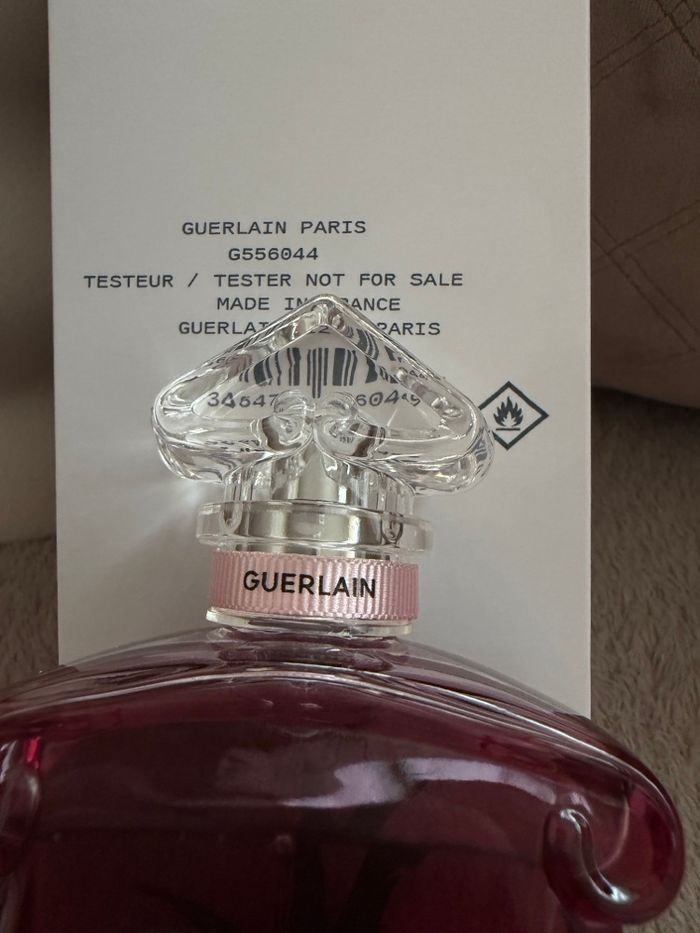 GUERLAIN PARIS
G556044
TESTEUR / TESTER NOT FOR SALE
MADE IN
PARIS
GUERLAIN